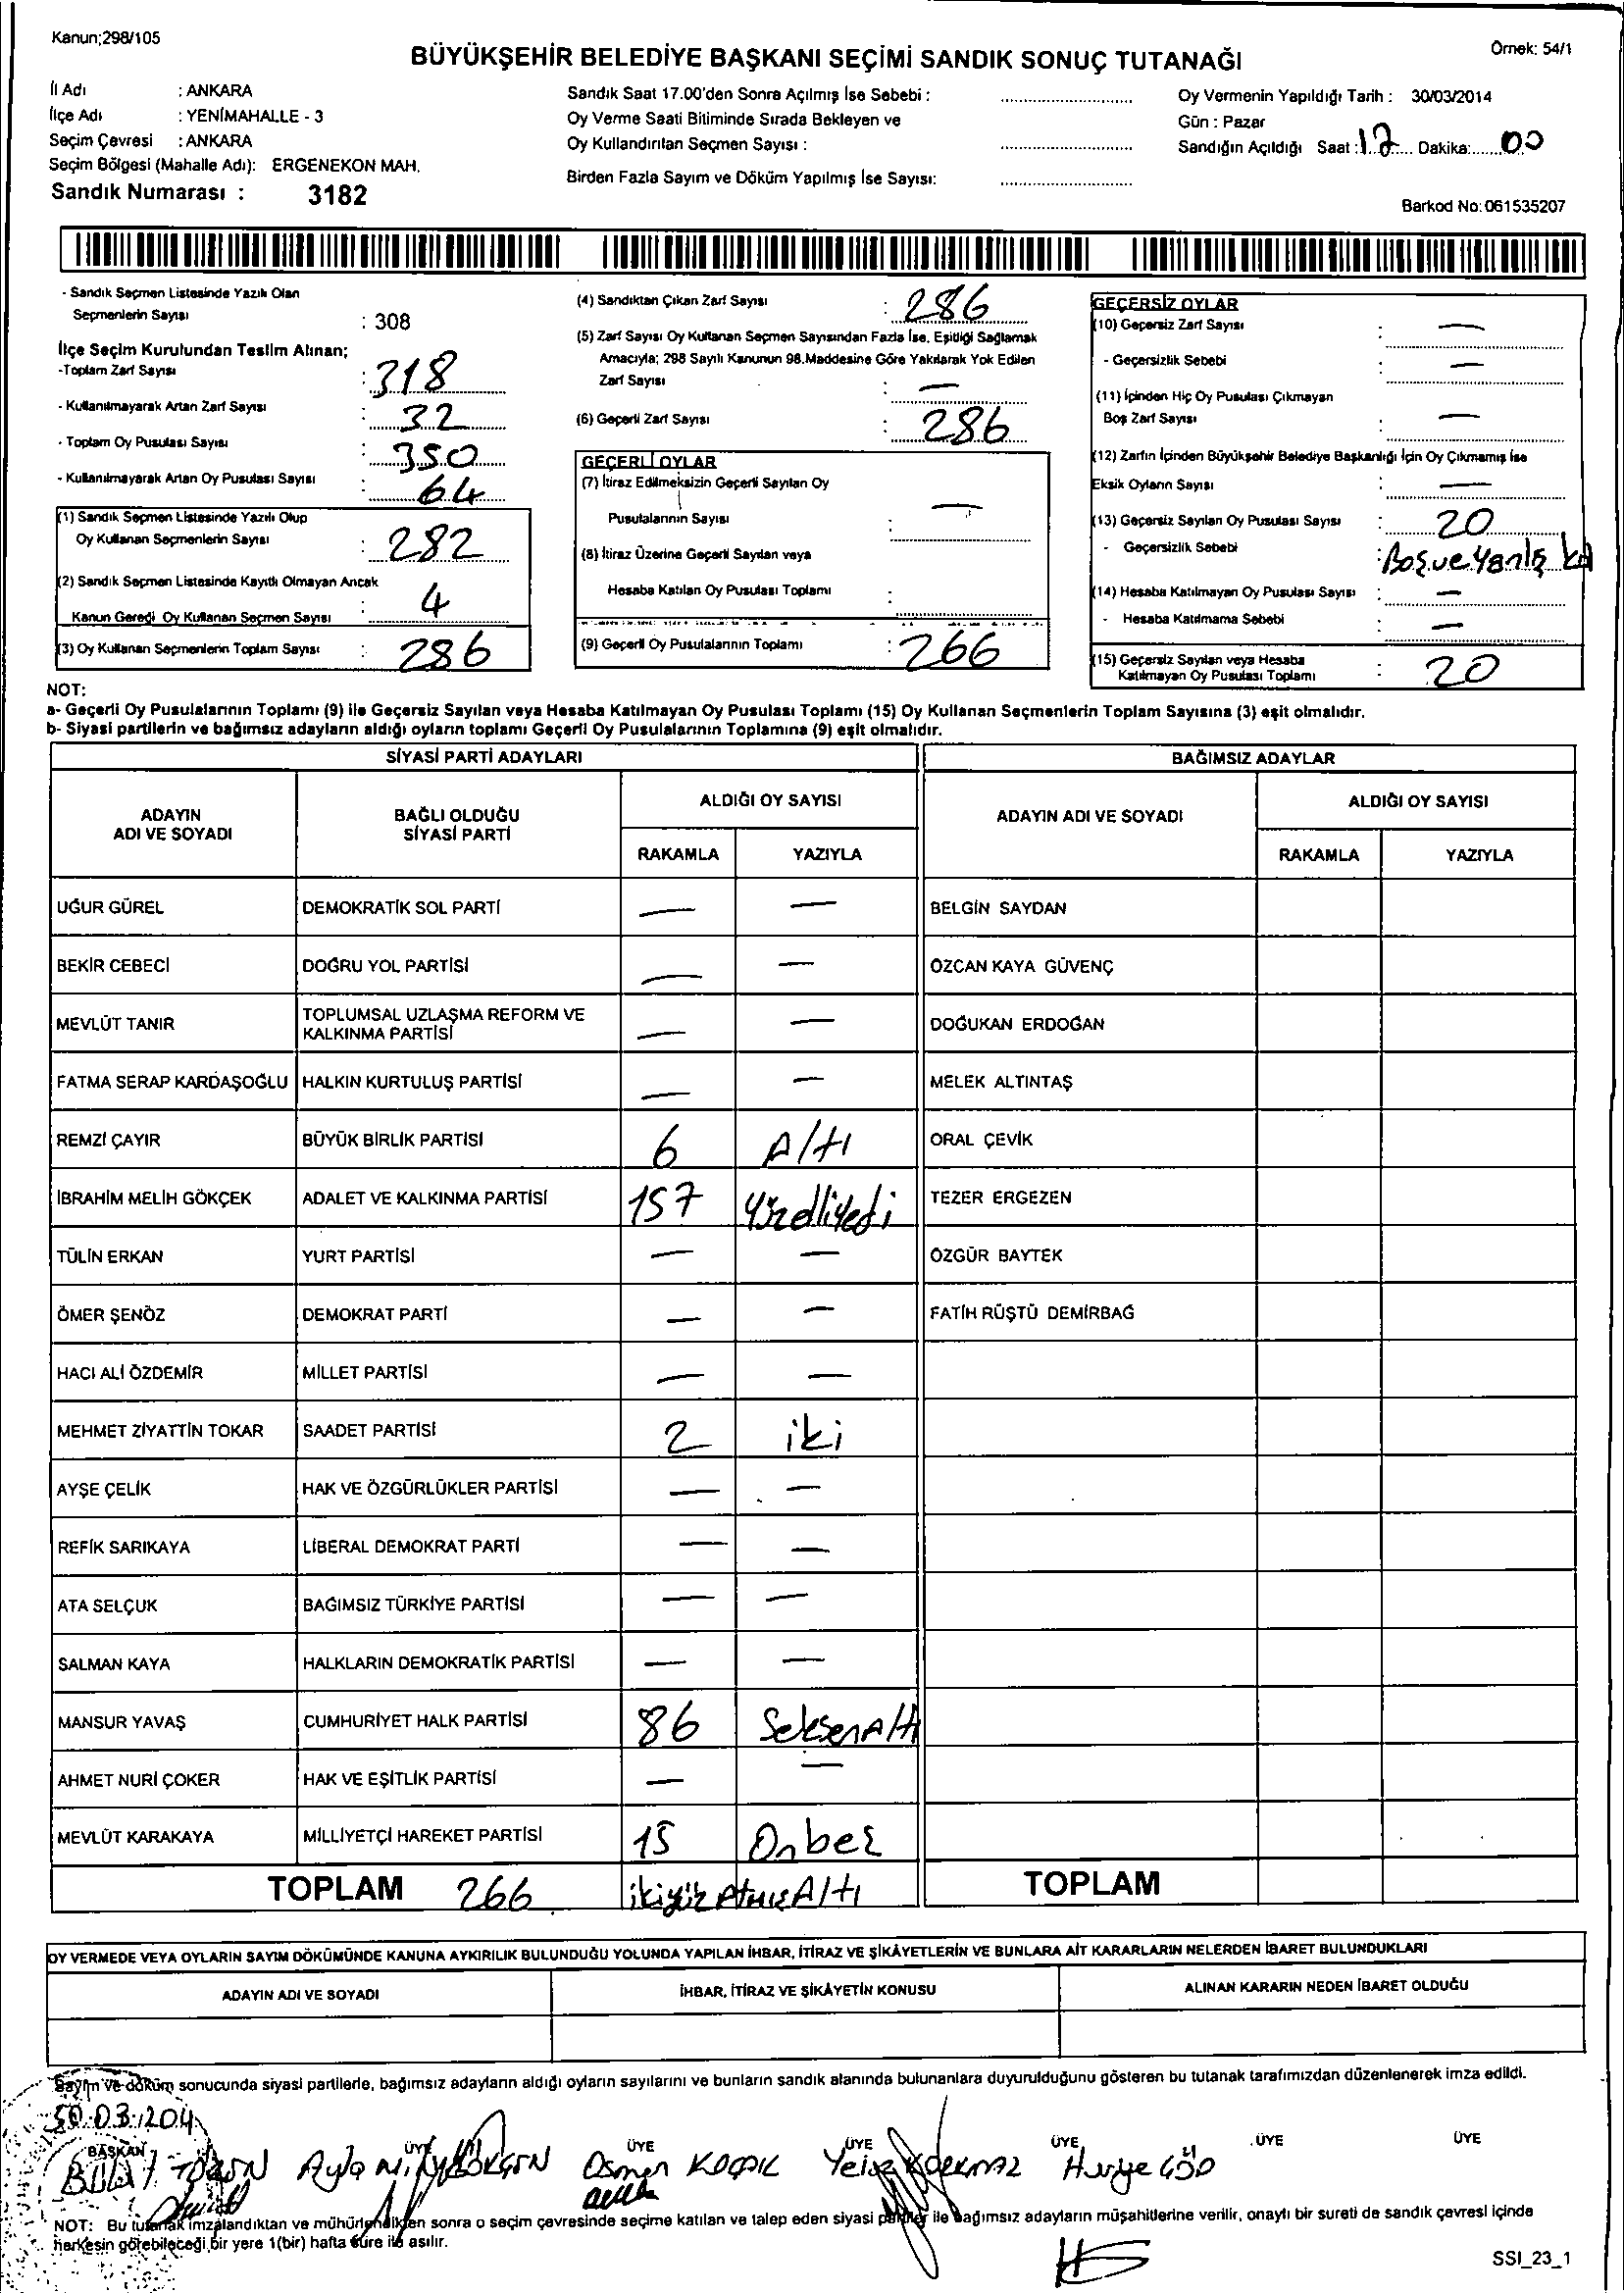 Kanun;298/105
Örnek: 54/1
BÜYÜKŞEHİR BELEDİYE BAŞKANI SEÇİMİ SANDIK SONUÇ TUTANAĞI
İl Adı : ANKARA
İlçe Adı : YENİMAHALLE - 3
Seçim Çevresi : ANKARA
Seçim Bölgesi (Mahalle Adı): ERGENEKON MAH.
Sandık Numarası : 3182
Sandık Saat 17.00'den Sonra Açılmış İse Sebebi :
Oy Verme Saati Bitiminde Sırada Bekleyen ve
Oy Kullandırılan Seçmen Sayısı :
Birden Fazla Sayım ve Döküm Yapılmış İse Sayısı:
Oy Vermenin Yapıldığı Tarih : 30/03/2014
Gün : Pazar
Sandığın Açıldığı Saat : 17 Dakika: 00
Barkod No: 061535207
- Sandık Seçmen Listesinde Yazılı Olan
Seçmenlerin Sayısı : 308
İlçe Seçim Kurulundan Teslim Alınan;
-Toplam Zarf Sayısı : 318
- Kullanılmayarak Artan Zarf Sayısı : 32
- Toplam Oy Pusulası Sayısı : 350
- Kullanılmayarak Artan Oy Pusulası Sayısı : 64
(1) Sandık Seçmen Listesinde Yazılı Olup
Oy Kullanan Seçmenlerin Sayısı : 282
(2) Sandık Seçmen Listesinde Kayıtlı Olmayan Ancak
Kanun Gereği Oy Kullanan Seçmen Sayısı : 4
(3) Oy Kullanan Seçmenlerin Toplam Sayısı : 286
(4) Sandıktan Çıkan Zarf Sayısı : 286
(5) Zarf Sayısı Oy Kullanan Seçmen Sayısından Fazla İse, Eşitliği Sağlamak
Amacıyla; 298 Sayılı Kanunun 98.Maddesine Göre Yakılarak Yok Edilen
Zarf Sayısı : —
(6) Geçerli Zarf Sayısı : 286
GEÇERLİ OYLAR
(7) İtiraz Edilmeksizin Geçerli Sayılan Oy
Pusulalarının Sayısı : —
(8) İtiraz Üzerine Geçerli Sayılan veya
Hesaba Katılan Oy Pusulası Toplamı :
(9) Geçerli Oy Pusulalarının Toplamı : 266
GEÇERSİZ OYLAR
(10) Geçersiz Zarf Sayısı : —
- Geçersizlik Sebebi : —
(11) İçinden Hiç Oy Pusulası Çıkmayan
Boş Zarf Sayısı : —
(12) Zarfın İçinden Büyükşehir Belediye Başkanlığı İçin Oy Çıkmamış İse
Eksik Oyların Sayısı : —
(13) Geçersiz Sayılan Oy Pusulası Sayısı : 20
- Geçersizlik Sebebi : Boş ve Yanlış
(14) Hesaba Katılmayan Oy Pusulası Sayısı : —
- Hesaba Katılmama Sebebi : —
(15) Geçersiz Sayılan veya Hesaba
Katılmayan Oy Pusulası Toplamı : 20
NOT:
a- Geçerli Oy Pusulalarının Toplamı (9) ile Geçersiz Sayılan veya Hesaba Katılmayan Oy Pusulası Toplamı (15) Oy Kullanan Seçmenlerin Toplam Sayısına (3) eşit olmalıdır.
b- Siyasi partilerin ve bağımsız adayların aldığı oyların toplamı Geçerli Oy Pusulalarının Toplamına (9) eşit olmalıdır.
SİYASİ PARTİ ADAYLARI BAĞIMSIZ ADAYLAR
ADAYIN ADI VE SOYADI BAĞLI OLDUĞU SİYASİ PARTİ ALDIĞI OY SAYISI ADAYIN ADI VE SOYADI ALDIĞI OY SAYISI
RAKAMLA YAZIYLA RAKAMLA YAZIYLA
UĞUR GÜREL DEMOKRATİK SOL PARTİ — — BELGİN SAYDAN
BEKİR CEBECİ DOĞRU YOL PARTİSİ — — ÖZCAN KAYA GÜVENÇ
MEVLÜT TANIR TOPLUMSAL UZLAŞMA REFORM VE KALKINMA PARTİSİ — — DOĞUKAN ERDOĞAN
FATMA SERAP KARDAŞOĞLU HALKIN KURTULUŞ PARTİSİ — — MELEK ALTINTAŞ
REMZİ ÇAYIR BÜYÜK BİRLİK PARTİSİ 6 Altı ORAL ÇEVİK
İBRAHİM MELİH GÖKÇEK ADALET VE KALKINMA PARTİSİ 157 Yüzelliyedi TEZER ERGEZEN
TÜLİN ERKAN YURT PARTİSİ — — ÖZGÜR BAYTEK
ÖMER ŞENÖZ DEMOKRAT PARTİ — — FATİH RÜŞTÜ DEMİRBAĞ
HACI ALİ ÖZDEMİR MİLLET PARTİSİ — —
MEHMET ZİYATTİN TOKAR SAADET PARTİSİ 2 iki
AYŞE ÇELİK HAK VE ÖZGÜRLÜKLER PARTİSİ — —
REFİK SARIKAYA LİBERAL DEMOKRAT PARTİ — —
ATA SELÇUK BAĞIMSIZ TÜRKİYE PARTİSİ — —
SALMAN KAYA HALKLARIN DEMOKRATİK PARTİSİ — —
MANSUR YAVAŞ CUMHURİYET HALK PARTİSİ 86 SeksenAltı
AHMET NURİ ÇOKER HAK VE EŞİTLİK PARTİSİ — —
MEVLÜT KARAKAYA MİLLİYETÇİ HAREKET PARTİSİ 15 Onbeş
TOPLAM 266 ikiyüz AtmışAltı TOPLAM
OY VERMEDE VEYA OYLARIN SAYIM DÖKÜMÜNDE KANUNA AYKIRILIK BULUNDUĞU YOLUNDA YAPILAN İHBAR, İTİRAZ VE ŞİKÂYETLERİN VE BUNLARA AİT KARARLARIN NELERDEN İBARET BULUNDUKLARI
ADAYIN ADI VE SOYADI İHBAR, İTİRAZ VE ŞİKÂYETİN KONUSU ALINAN KARARIN NEDEN İBARET OLDUĞU
Sayım ve döküm sonucunda siyasi partilerle, bağımsız adayların aldığı oyların sayılarını ve bunların sandık alanında bulunanlara duyurulduğunu gösteren bu tutanak tarafımızdan düzenlenerek imza edildi.
30.03.2014
BAŞKAN ÜYE ÜYE ÜYE ÜYE ÜYE ÜYE
Ayla Osman KOÇAK KORKMAZ Huriye GÖD
NOT: Bu tutanak imzalandıktan ve mühürlendikten sonra o seçim çevresinde seçime katılan ve talep eden siyasi partiler ile bağımsız adayların müşahitlerine verilir, onaylı bir sureti de sandık çevresi içinde
herkesin görebileceği bir yere 1(bir) hafta süre ile asılır.
SSI_23_1